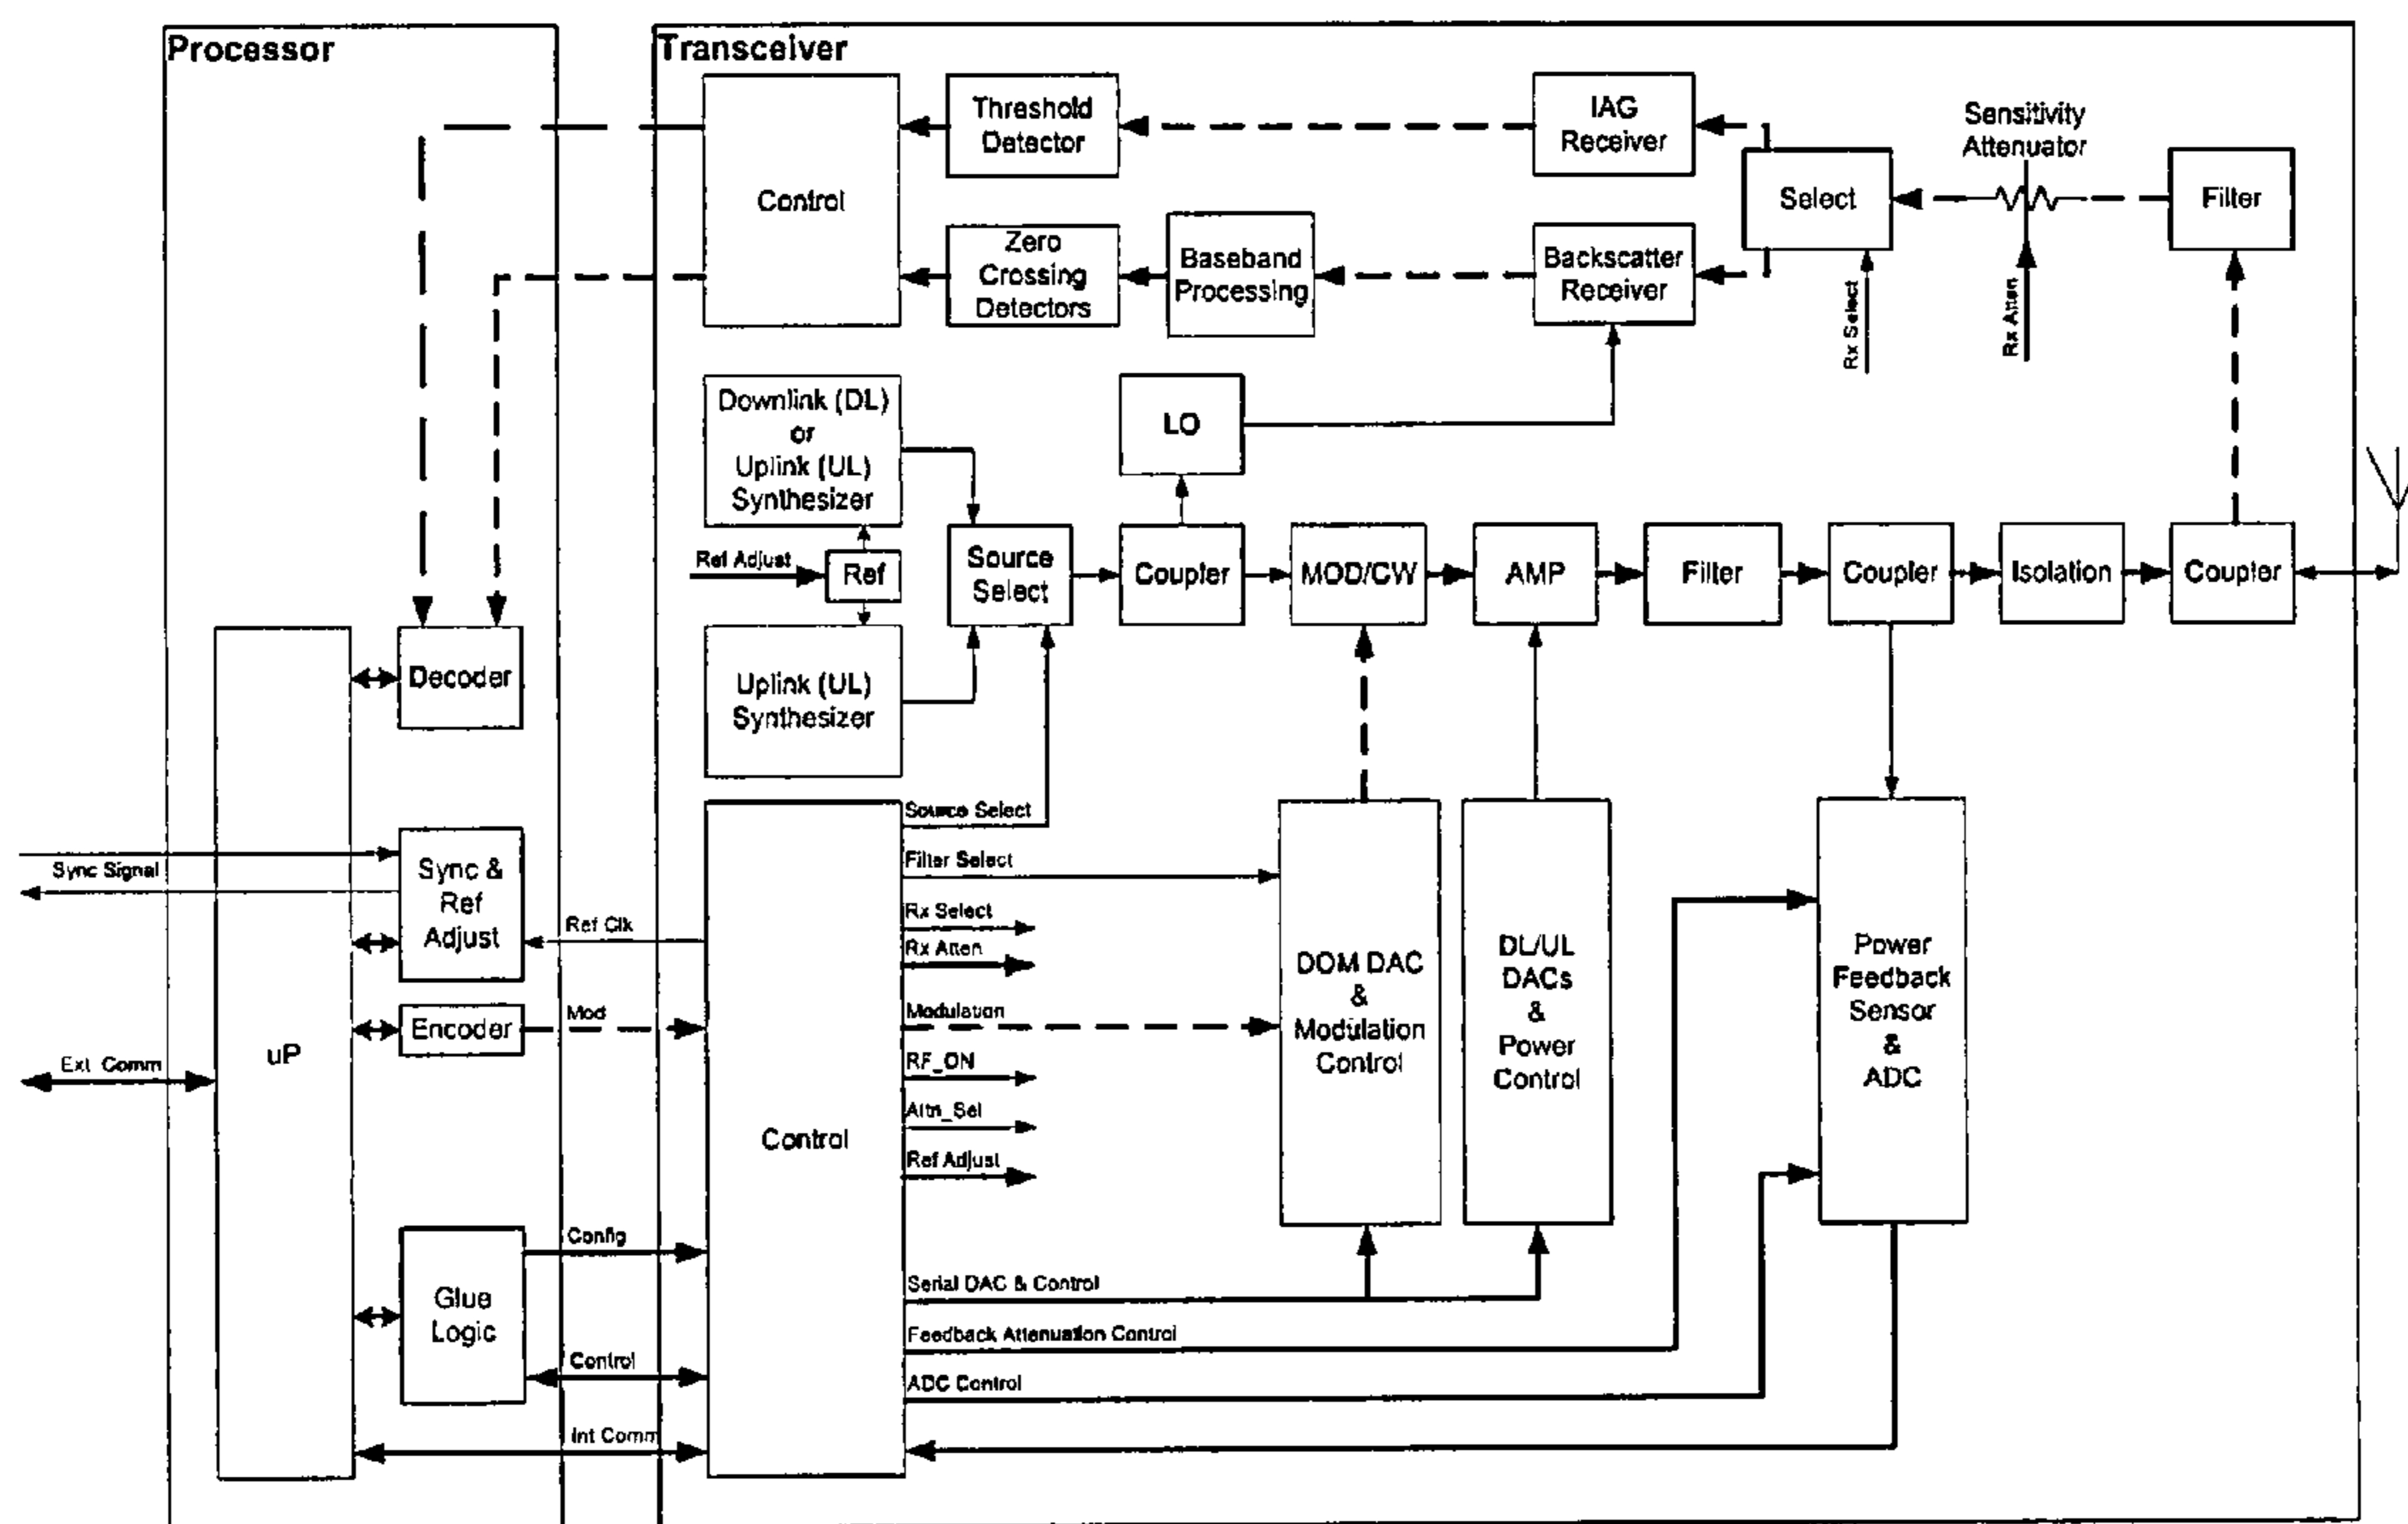 Processor
Transceiver
Control
Threshold
Detector
IAG
Receiver
Sensitivity
Attenuator
Select
Filter
Zero
Crossing
Detectors
Baseband
Processing
Backscatter
Receiver
Rx Select
Rx Atten
Downlink (DL)
or
Uplink (UL)
Synthesizer
LO
Ref Adjust
Ref
Source
Select
Coupler
MOD/CW
AMP
Filter
Coupler
Isolation
Coupler
Uplink (UL)
Synthesizer
Decoder
uP
Sync Signal
Sync &
Ref
Adjust
Ref Clk
Encoder
Mod
Ext Comm
Glue
Logic
Config
Control
Int Comm
Control
Source Select
Filter Select
Rx Select
Rx Atten
Modulation
RF_ON
Attn_Sel
Ref Adjust
Serial DAC & Control
Feedback Attenuation Control
ADC Control
DOM DAC
&
Modulation
Control
DL/UL
DACs
&
Power
Control
Power
Feedback
Sensor
&
ADC